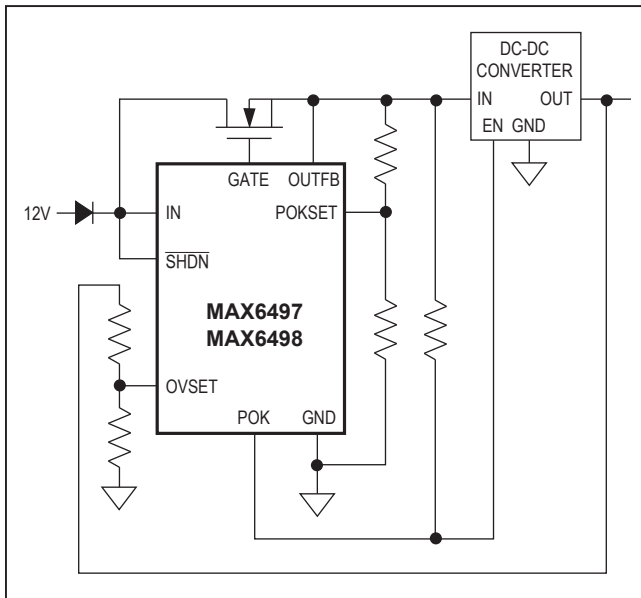 DC-DC
CONVERTER
IN OUT
EN GND
GATE OUTFB
POKSET
12V
IN
SHDN
MAX6497
MAX6498
OVSET
POK GND